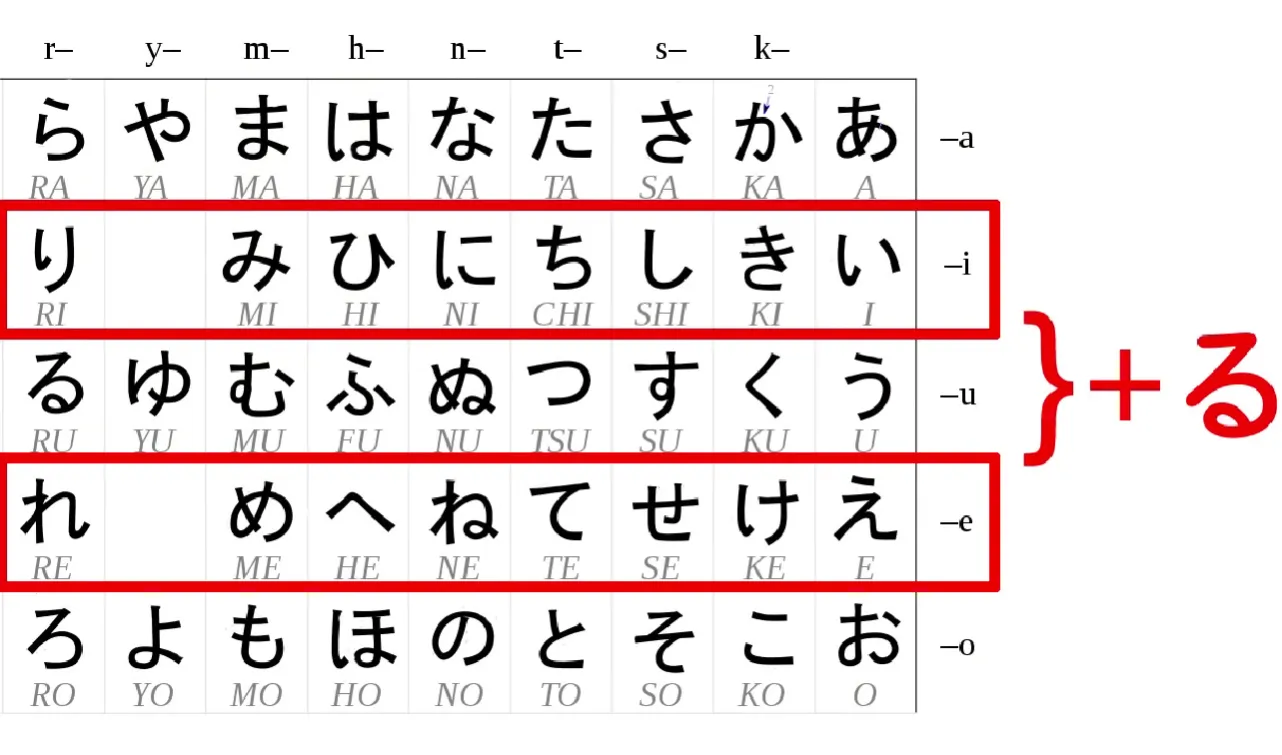 r– y– m– h– n– t– s– k–
ら や ま は な た さ か あ –a
RA YA MA HA NA TA SA KA A
2
り み ひ に ち し き い –i
RI MI HI NI CHI SHI KI I
る ゆ む ふ ぬ つ す く う –u
RU YU MU FU NU TSU SU KU U
} + る
れ め へ ね て せ け え –e
RE ME HE NE TE SE KE E
ろ よ も ほ の と そ こ お –o
RO YO MO HO NO TO SO KO O